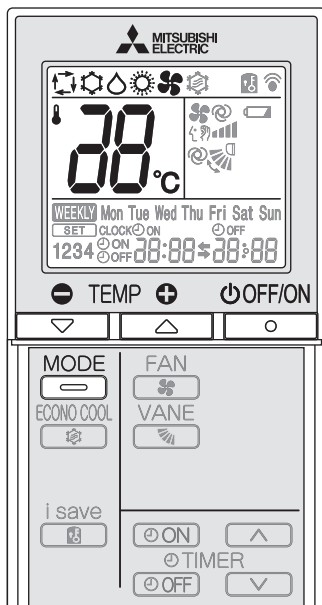 MITSUBISHI
ELECTRIC
88°C
WEEKLY Mon Tue Wed Thu Fri Sat Sun
SET CLOCK ON OFF
1234 ON 88:88 88:88
OFF
TEMP OFF/ON
MODE FAN
ECONO COOL VANE
i save
ON
TIMER
OFF